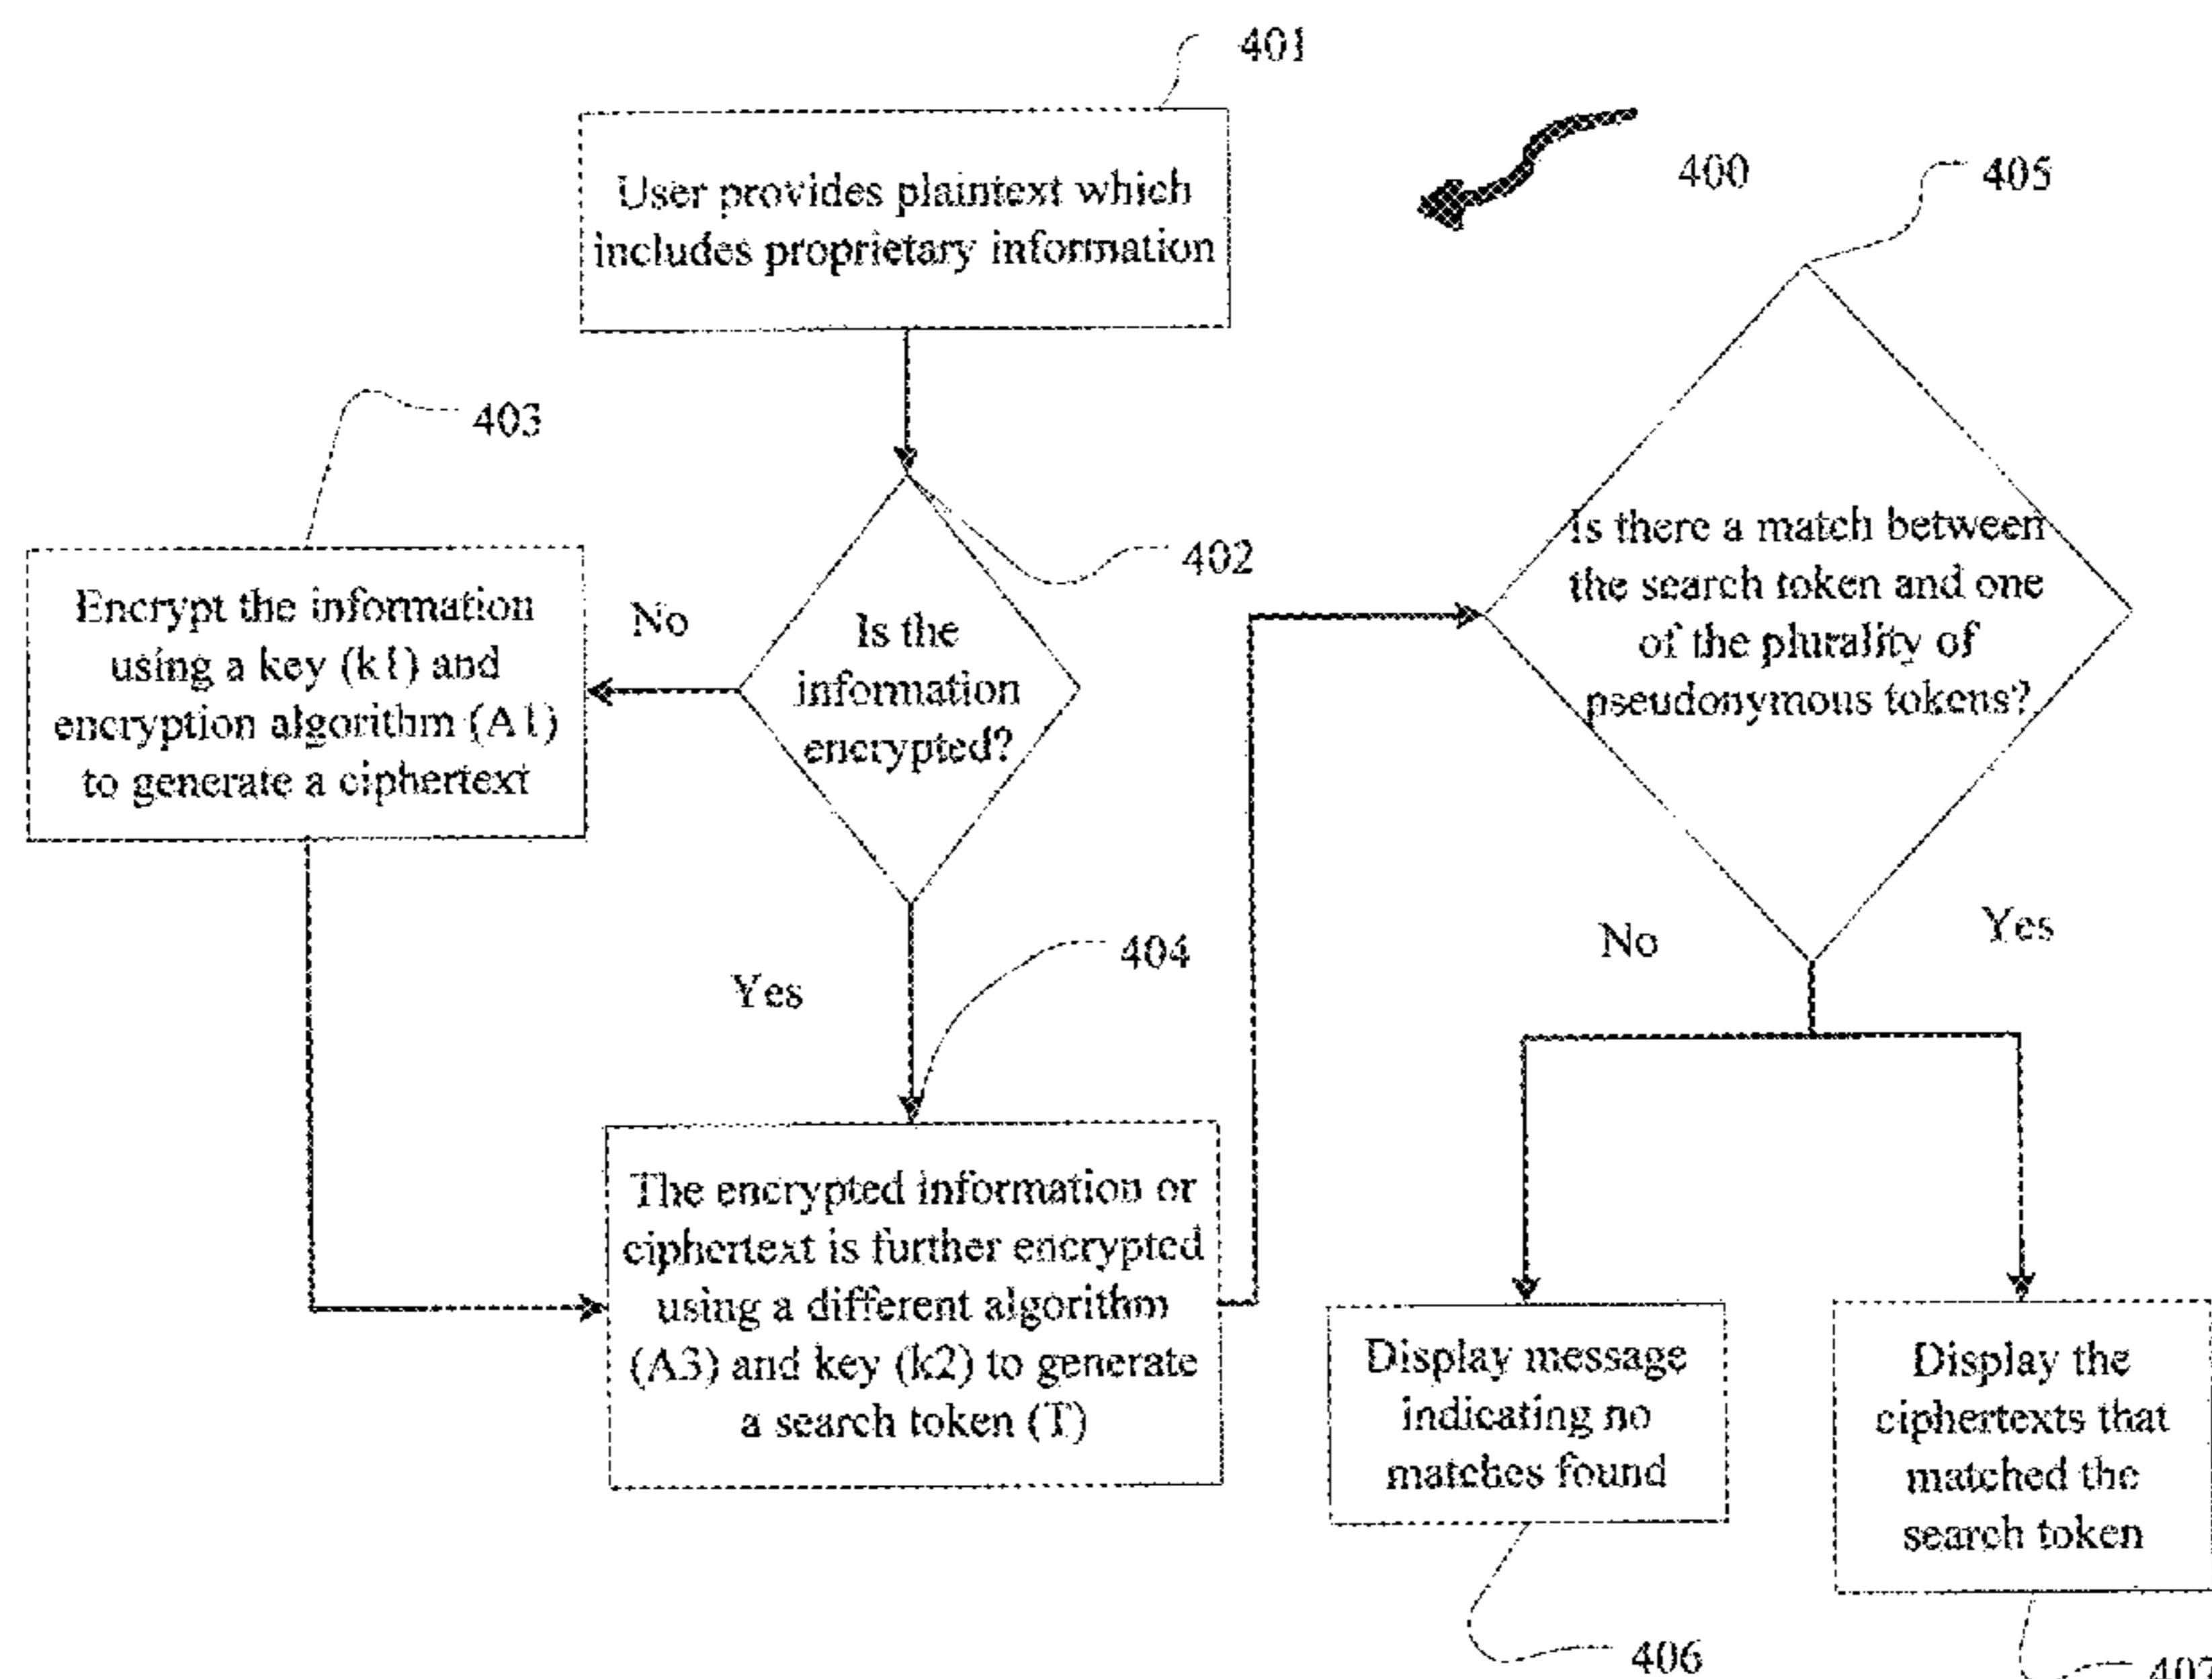 401
User provides plaintext which
includes proprietary information
400
405
403
402
Encrypt the information
using a key (k1) and
encryption algorithm (A1)
to generate a ciphertext
No
Is the
information
encrypted?
Is there a match between
the search token and one
of the plurality of
pseudonymous tokens?
Yes
404
No
Yes
The encrypted information or
ciphertext is further encrypted
using a different algorithm
(A3) and key (k2) to generate
a search token (T)
Display message
indicating no
matches found
Display the
ciphertexts that
matched the
search token
406